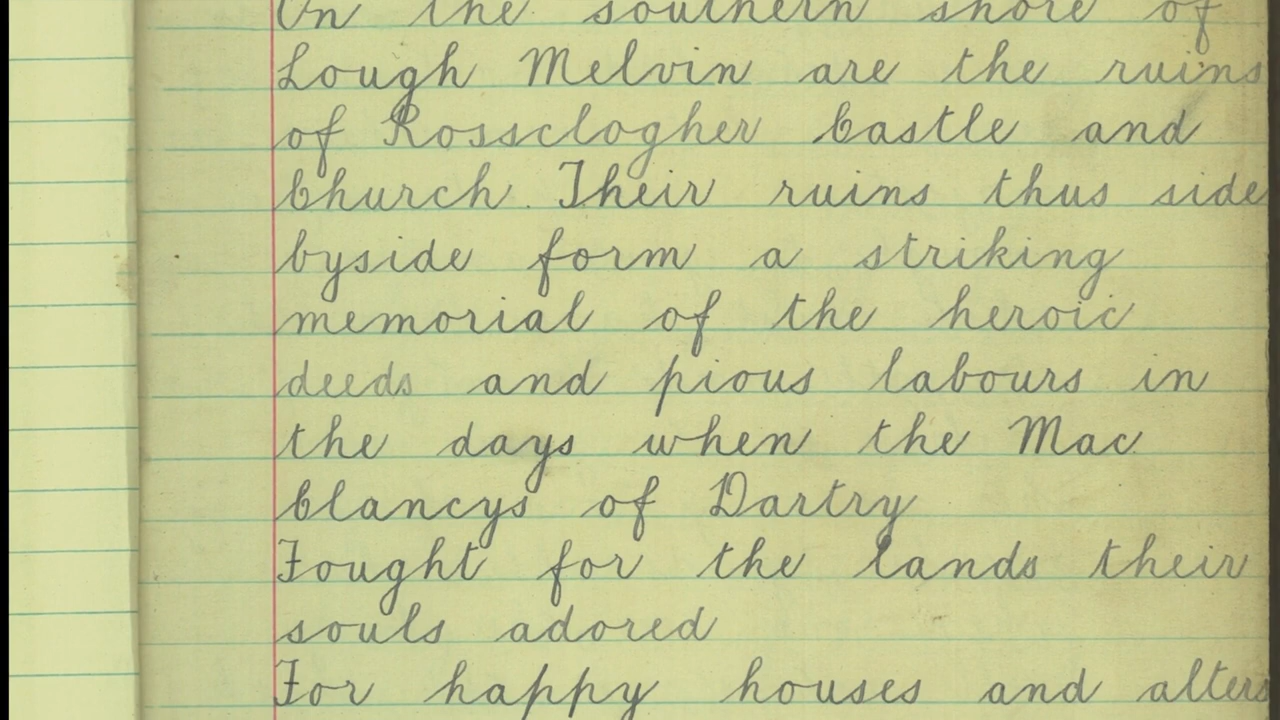 On the southern shore of
Lough Melvin are the ruins
of Rossclogher Castle and
Church. Their ruins thus side
byside form a striking
memorial of the heroic
deeds and pious labours in
the days when the Mac
Clancys of Dartry
Fought for the lands their
souls adored
For happy houses and alters